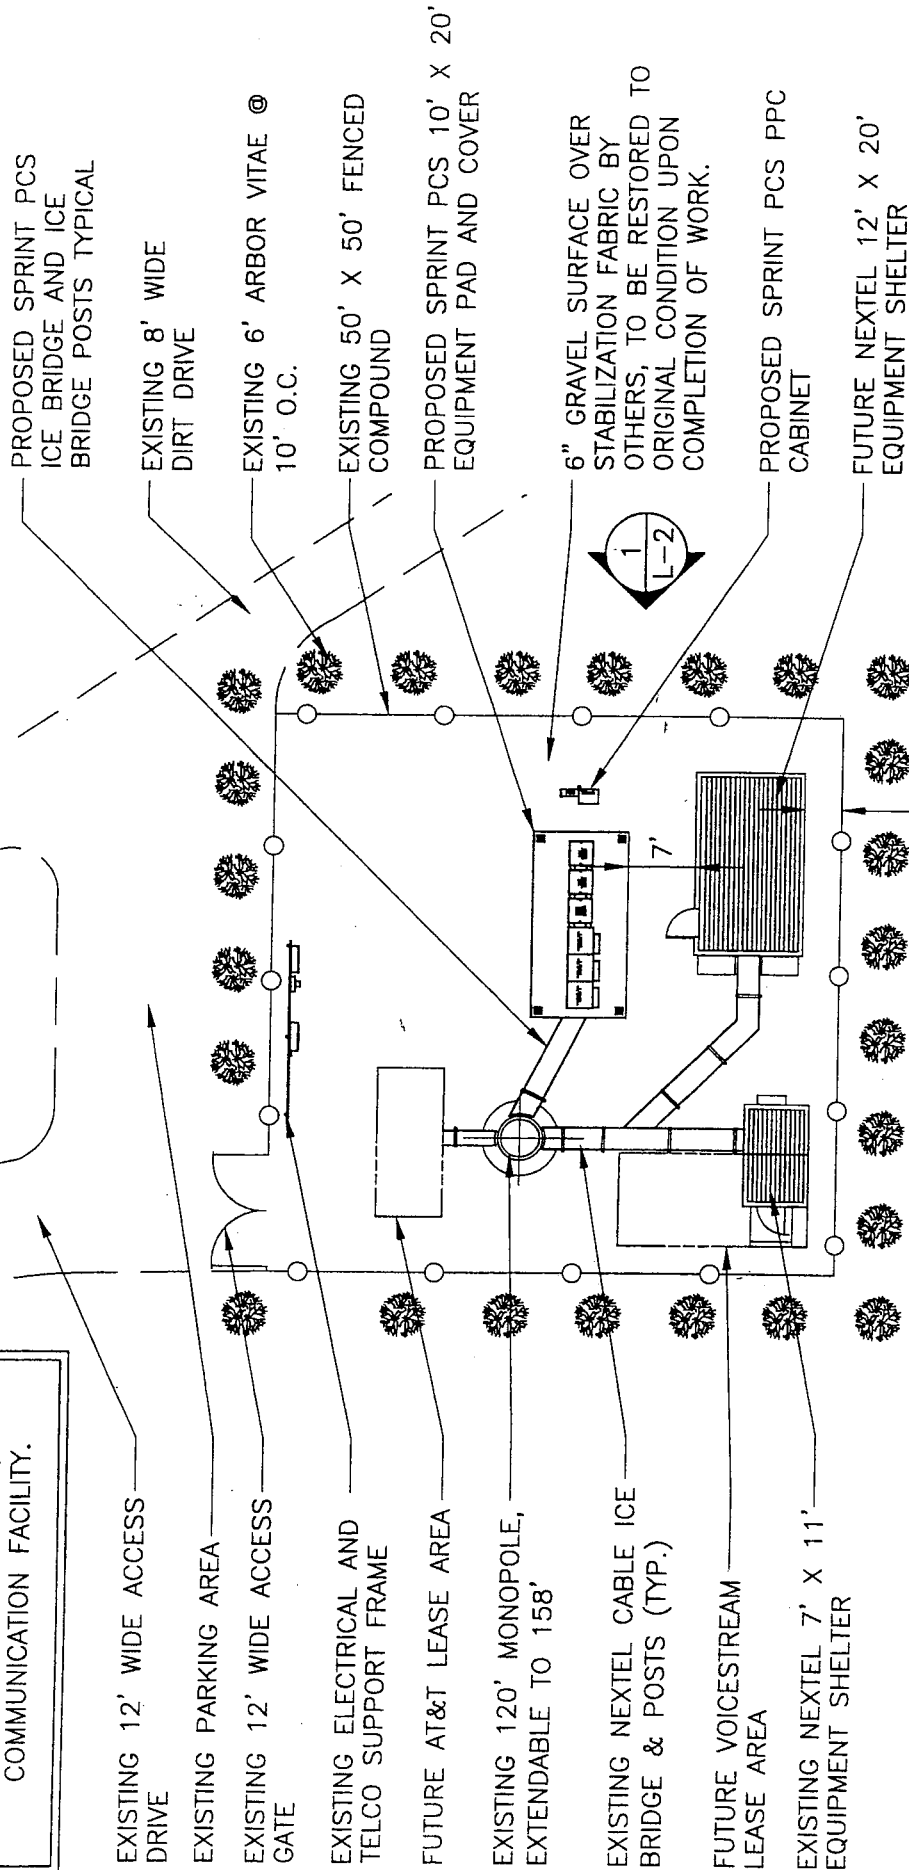 COMMUNICATION FACILITY.
EXISTING 12' WIDE ACCESS
DRIVE
EXISTING PARKING AREA
EXISTING 12' WIDE ACCESS
GATE
EXISTING ELECTRICAL AND
TELCO SUPPORT FRAME
FUTURE AT&T LEASE AREA
EXISTING 120' MONOPOLE,
EXTENDABLE TO 158'
EXISTING NEXTEL CABLE ICE
BRIDGE & POSTS (TYP.)
FUTURE VOICESTREAM
LEASE AREA
EXISTING NEXTEL 7' X 11'
EQUIPMENT SHELTER
7'
1
L-2
PROPOSED SPRINT PCS
ICE BRIDGE AND ICE
BRIDGE POSTS TYPICAL
EXISTING 8' WIDE
DIRT DRIVE
EXISTING 6' ARBOR VITAE @
10' O.C.
EXISTING 50' X 50' FENCED
COMPOUND
PROPOSED SPRINT PCS 10' X 20'
EQUIPMENT PAD AND COVER
6" GRAVEL SURFACE OVER
STABILIZATION FABRIC BY
OTHERS, TO BE RESTORED TO
ORIGINAL CONDITION UPON
COMPLETION OF WORK.
PROPOSED SPRINT PCS PPC
CABINET
FUTURE NEXTEL 12' X 20'
EQUIPMENT SHELTER